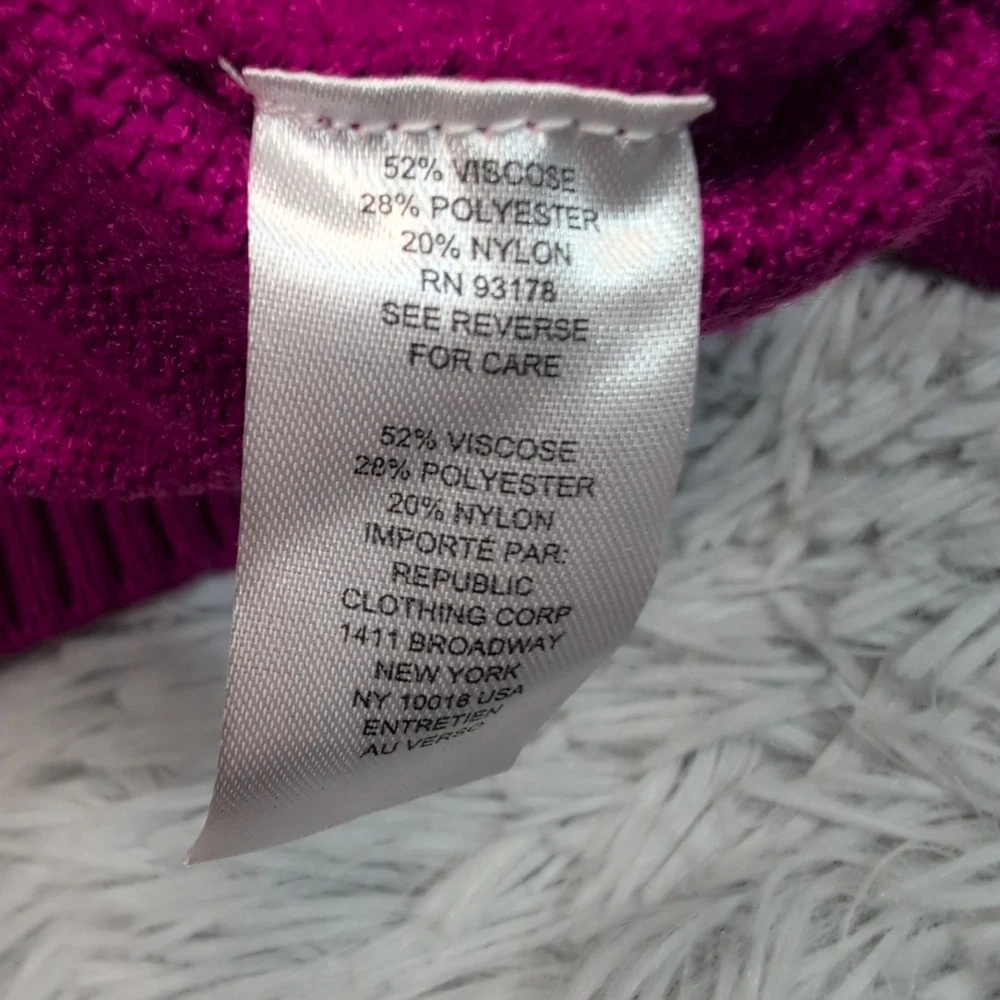 52% VISCOSE
28% POLYESTER
20% NYLON
RN 93178
SEE REVERSE
FOR CARE
52% VISCOSE
28% POLYESTER
20% NYLON
IMPORTÉ PAR:
REPUBLIC
CLOTHING CORP
1411 BROADWAY
NEW YORK
NY 10018 USA
ENTRETIEN
AU VERSO